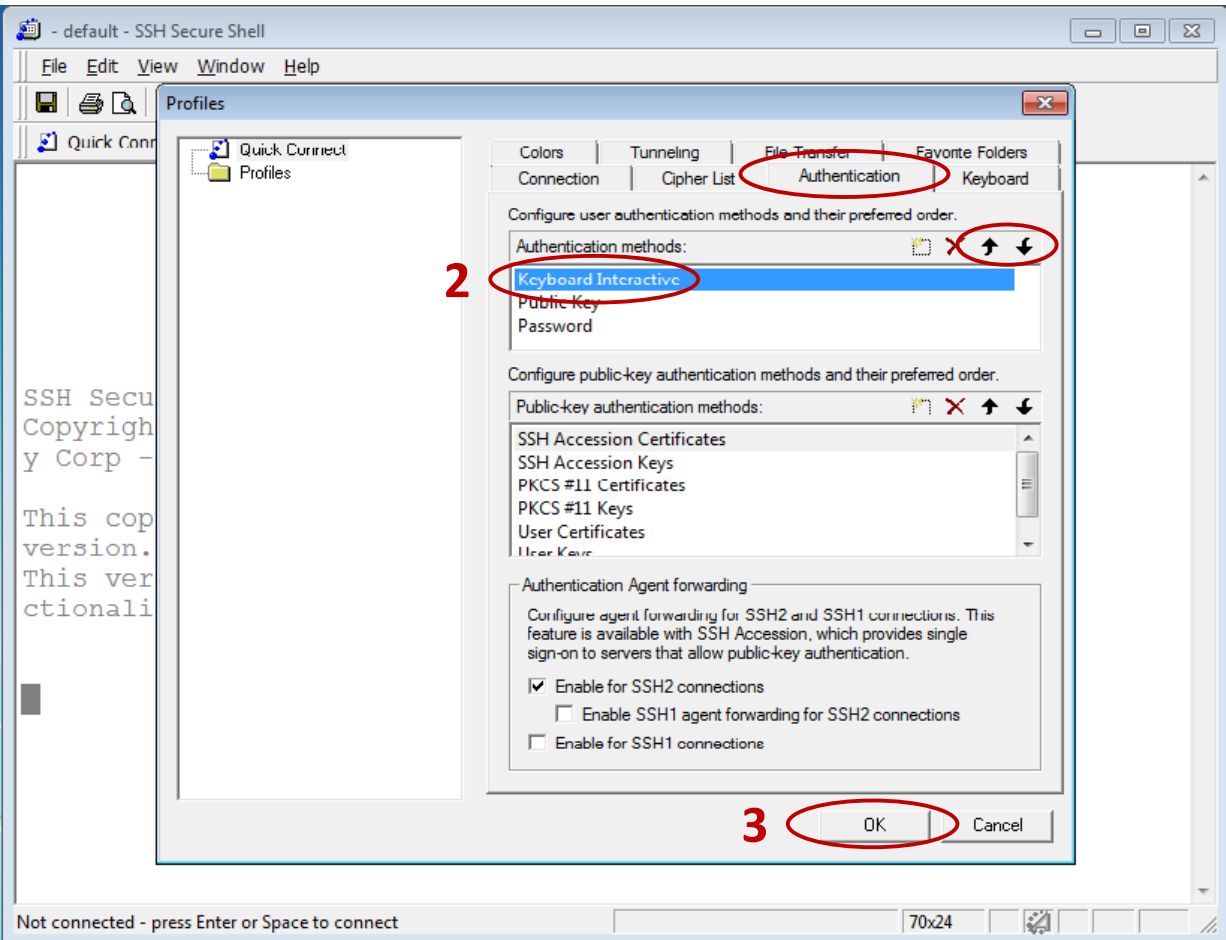 - default - SSH Secure Shell
File Edit View Window Help
Profiles
Quick Conn
Quick Connect
Profiles
Colors Tunneling File Transfer Favorite Folders
Connection Cipher List Authentication Keyboard
Configure user authentication methods and their preferred order.
Authentication methods:
2
Keyboard Interactive
Public Key
Password
Configure public-key authentication methods and their preferred order.
Public-key authentication methods:
SSH Accession Certificates
SSH Accession Keys
PKCS #11 Certificates
PKCS #11 Keys
User Certificates
User Keys
SSH Secu
Copyrigh
y Corp -
This cop
version.
This ver
ctionali
Authentication Agent forwarding
Configure agent forwarding for SSH2 and SSH1 connections. This
feature is available with SSH Accession, which provides single
sign-on to servers that allow public-key authentication.
Enable for SSH2 connections
Enable SSH1 agent forwarding for SSH2 connections
Enable for SSH1 connections
3
OK Cancel
Not connected - press Enter or Space to connect
70x24